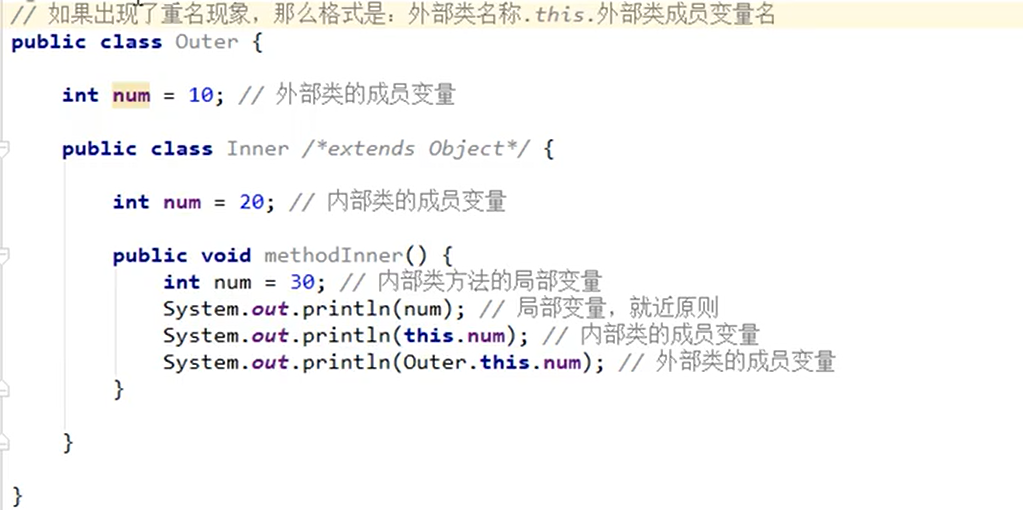 // 如果出现了重名现象，那么格式是：外部类名称.this.外部类成员变量名
public class Outer {
int num = 10; // 外部类的成员变量
public class Inner /*extends Object*/ {
int num = 20; // 内部类的成员变量
public void methodInner() {
int num = 30; // 内部类方法的局部变量
System.out.println(num); // 局部变量，就近原则
System.out.println(this.num); // 内部类的成员变量
System.out.println(Outer.this.num); // 外部类的成员变量
}
}
}